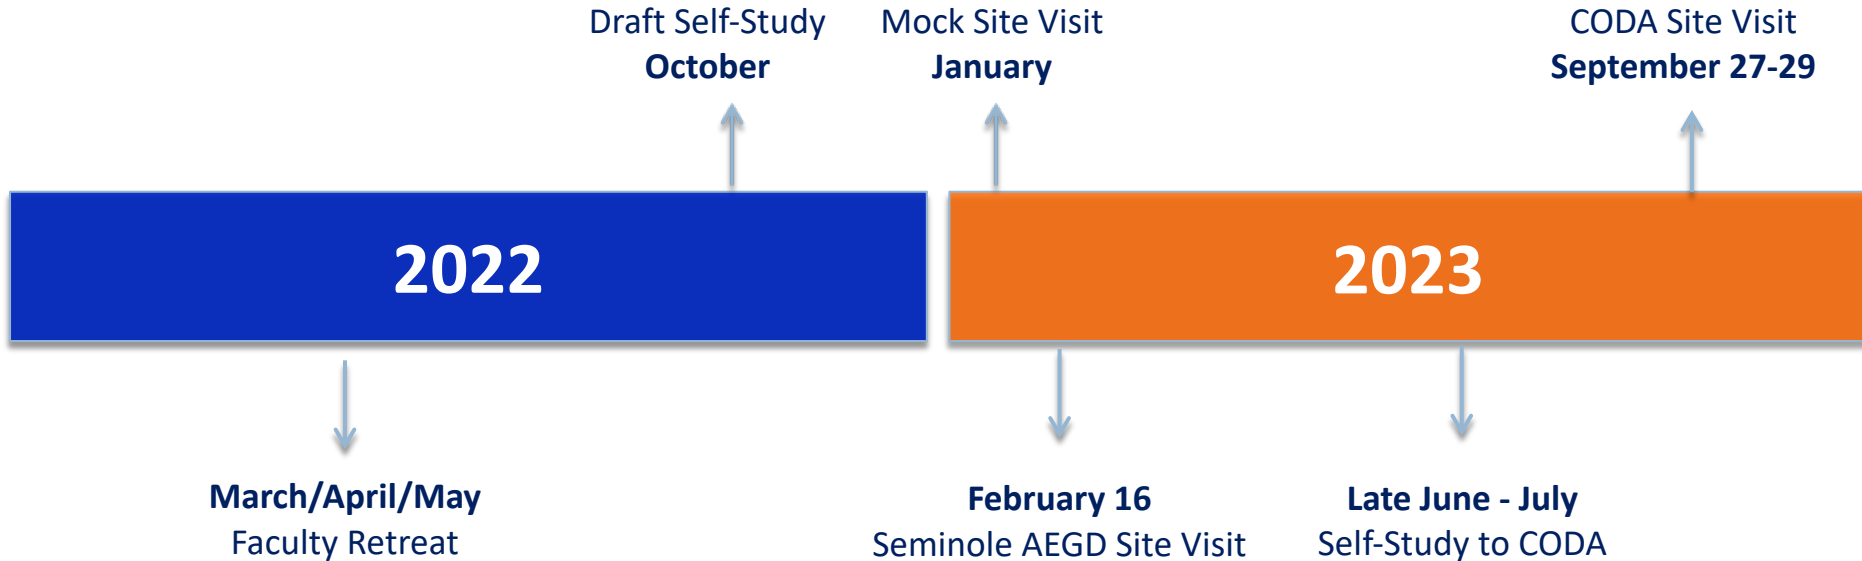 Draft Self-Study
October
Mock Site Visit
January
CODA Site Visit
September 27-29
2022
2023
March/April/May
Faculty Retreat
February 16
Seminole AEGD Site Visit
Late June - July
Self-Study to CODA